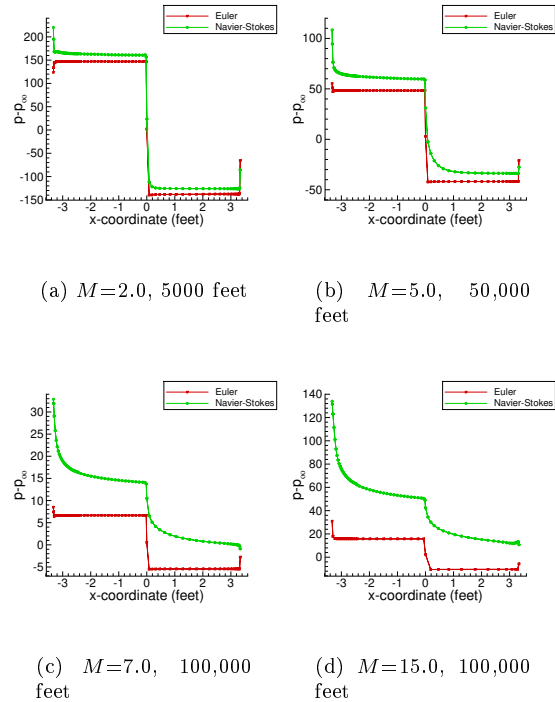 Euler
Navier-Stokes
200
150
100
50
0
-50
-100
-150
p-p∞
-3 -2 -1 0 1 2 3
x-coordinate (feet)
(a) M=2.0, 5000 feet
Euler
Navier-Stokes
100
50
0
-50
p-p∞
-3 -2 -1 0 1 2 3
x-coordinate (feet)
(b) M=5.0, 50,000
feet
Euler
Navier-Stokes
30
25
20
15
10
5
0
-5
p-p∞
-3 -2 -1 0 1 2 3
x-coordinate (feet)
(c) M=7.0, 100,000
feet
Euler
Navier-Stokes
140
120
100
80
60
40
20
0
p-p∞
-3 -2 -1 0 1 2 3
x-coordinate (feet)
(d) M=15.0, 100,000
feet